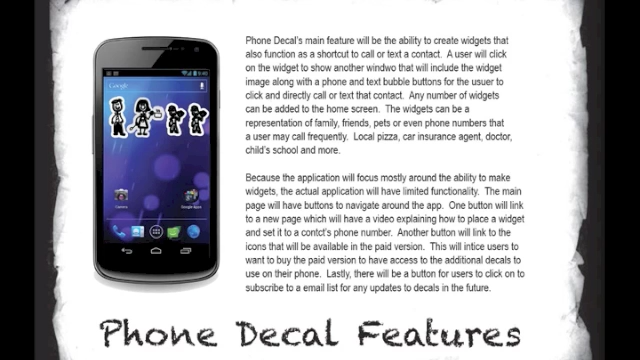 8:40
Google
Camera
Google Apps
Phone Decal's main feature will be the ability to create widgets that
also function as a shortcut to call or text a contact.  A user will click
on the widget to show another windwo that will include the widget
image along with a phone and text bubble buttons for the usuer to
click and directly call or text that contact.  Any number of widgets
can be added to the home screen.  The widgets can be a
representation of family, friends, pets or even phone numbers that
a user may call frequently.  Local pizza, car insurance agent, doctor,
child's school and more.
Because the application will focus mostly around the ability to make
widgets, the actual application will have limited functionality.  The main
page will have buttons to navigate around the app.  One button will link
to a new page which will have a video explaining how to place a widget
and set it to a contct's phone number.  Another button will link to the
icons that will be available in the paid version.  This will intice users to
want to buy the paid version to have access to the additional decals to
use on their phone.  Lastly, there will be a button for users to click on to
subscribe to a email list for any updates to decals in the future.
Phone Decal Features